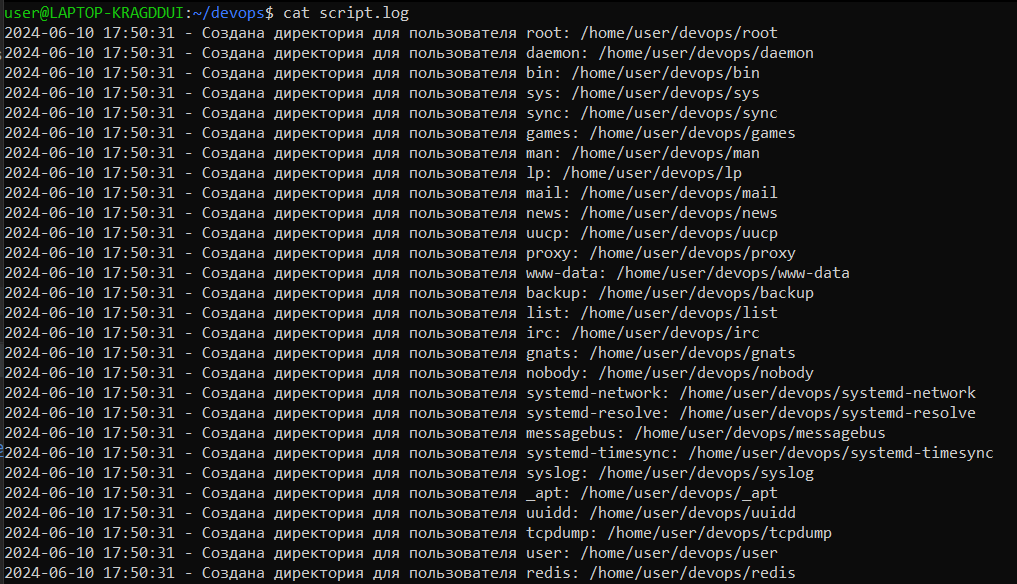 user@LAPTOP-KRAGDDUI:~/devops$ cat script.log
2024-06-10 17:50:31 - Создана директория для пользователя root: /home/user/devops/root
2024-06-10 17:50:31 - Создана директория для пользователя daemon: /home/user/devops/daemon
2024-06-10 17:50:31 - Создана директория для пользователя bin: /home/user/devops/bin
2024-06-10 17:50:31 - Создана директория для пользователя sys: /home/user/devops/sys
2024-06-10 17:50:31 - Создана директория для пользователя sync: /home/user/devops/sync
2024-06-10 17:50:31 - Создана директория для пользователя games: /home/user/devops/games
2024-06-10 17:50:31 - Создана директория для пользователя man: /home/user/devops/man
2024-06-10 17:50:31 - Создана директория для пользователя lp: /home/user/devops/lp
2024-06-10 17:50:31 - Создана директория для пользователя mail: /home/user/devops/mail
2024-06-10 17:50:31 - Создана директория для пользователя news: /home/user/devops/news
2024-06-10 17:50:31 - Создана директория для пользователя uucp: /home/user/devops/uucp
2024-06-10 17:50:31 - Создана директория для пользователя proxy: /home/user/devops/proxy
2024-06-10 17:50:31 - Создана директория для пользователя www-data: /home/user/devops/www-data
2024-06-10 17:50:31 - Создана директория для пользователя backup: /home/user/devops/backup
2024-06-10 17:50:31 - Создана директория для пользователя list: /home/user/devops/list
2024-06-10 17:50:31 - Создана директория для пользователя irc: /home/user/devops/irc
2024-06-10 17:50:31 - Создана директория для пользователя gnats: /home/user/devops/gnats
2024-06-10 17:50:31 - Создана директория для пользователя nobody: /home/user/devops/nobody
2024-06-10 17:50:31 - Создана директория для пользователя systemd-network: /home/user/devops/systemd-network
2024-06-10 17:50:31 - Создана директория для пользователя systemd-resolve: /home/user/devops/systemd-resolve
2024-06-10 17:50:31 - Создана директория для пользователя messagebus: /home/user/devops/messagebus
2024-06-10 17:50:31 - Создана директория для пользователя systemd-timesync: /home/user/devops/systemd-timesync
2024-06-10 17:50:31 - Создана директория для пользователя syslog: /home/user/devops/syslog
2024-06-10 17:50:31 - Создана директория для пользователя _apt: /home/user/devops/_apt
2024-06-10 17:50:31 - Создана директория для пользователя uuidd: /home/user/devops/uuidd
2024-06-10 17:50:31 - Создана директория для пользователя tcpdump: /home/user/devops/tcpdump
2024-06-10 17:50:31 - Создана директория для пользователя user: /home/user/devops/user
2024-06-10 17:50:31 - Создана директория для пользователя redis: /home/user/devops/redis